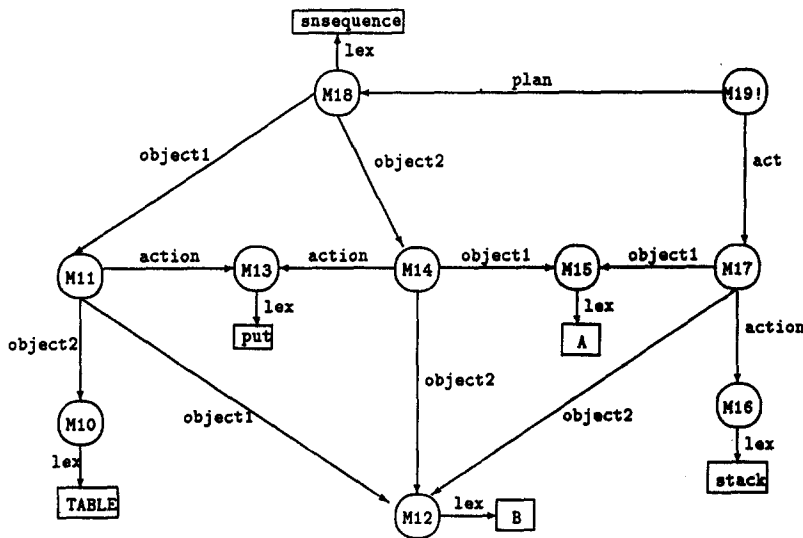 snsequence
lex
M18
plan
M19!
object1
object2
act
M11
action
M13
action
M14
object1
M15
object1
M17
lex
put
lex
A
action
object2
object1
object2
object2
M10
M16
lex
lex
TABLE
stack
M12
lex
B